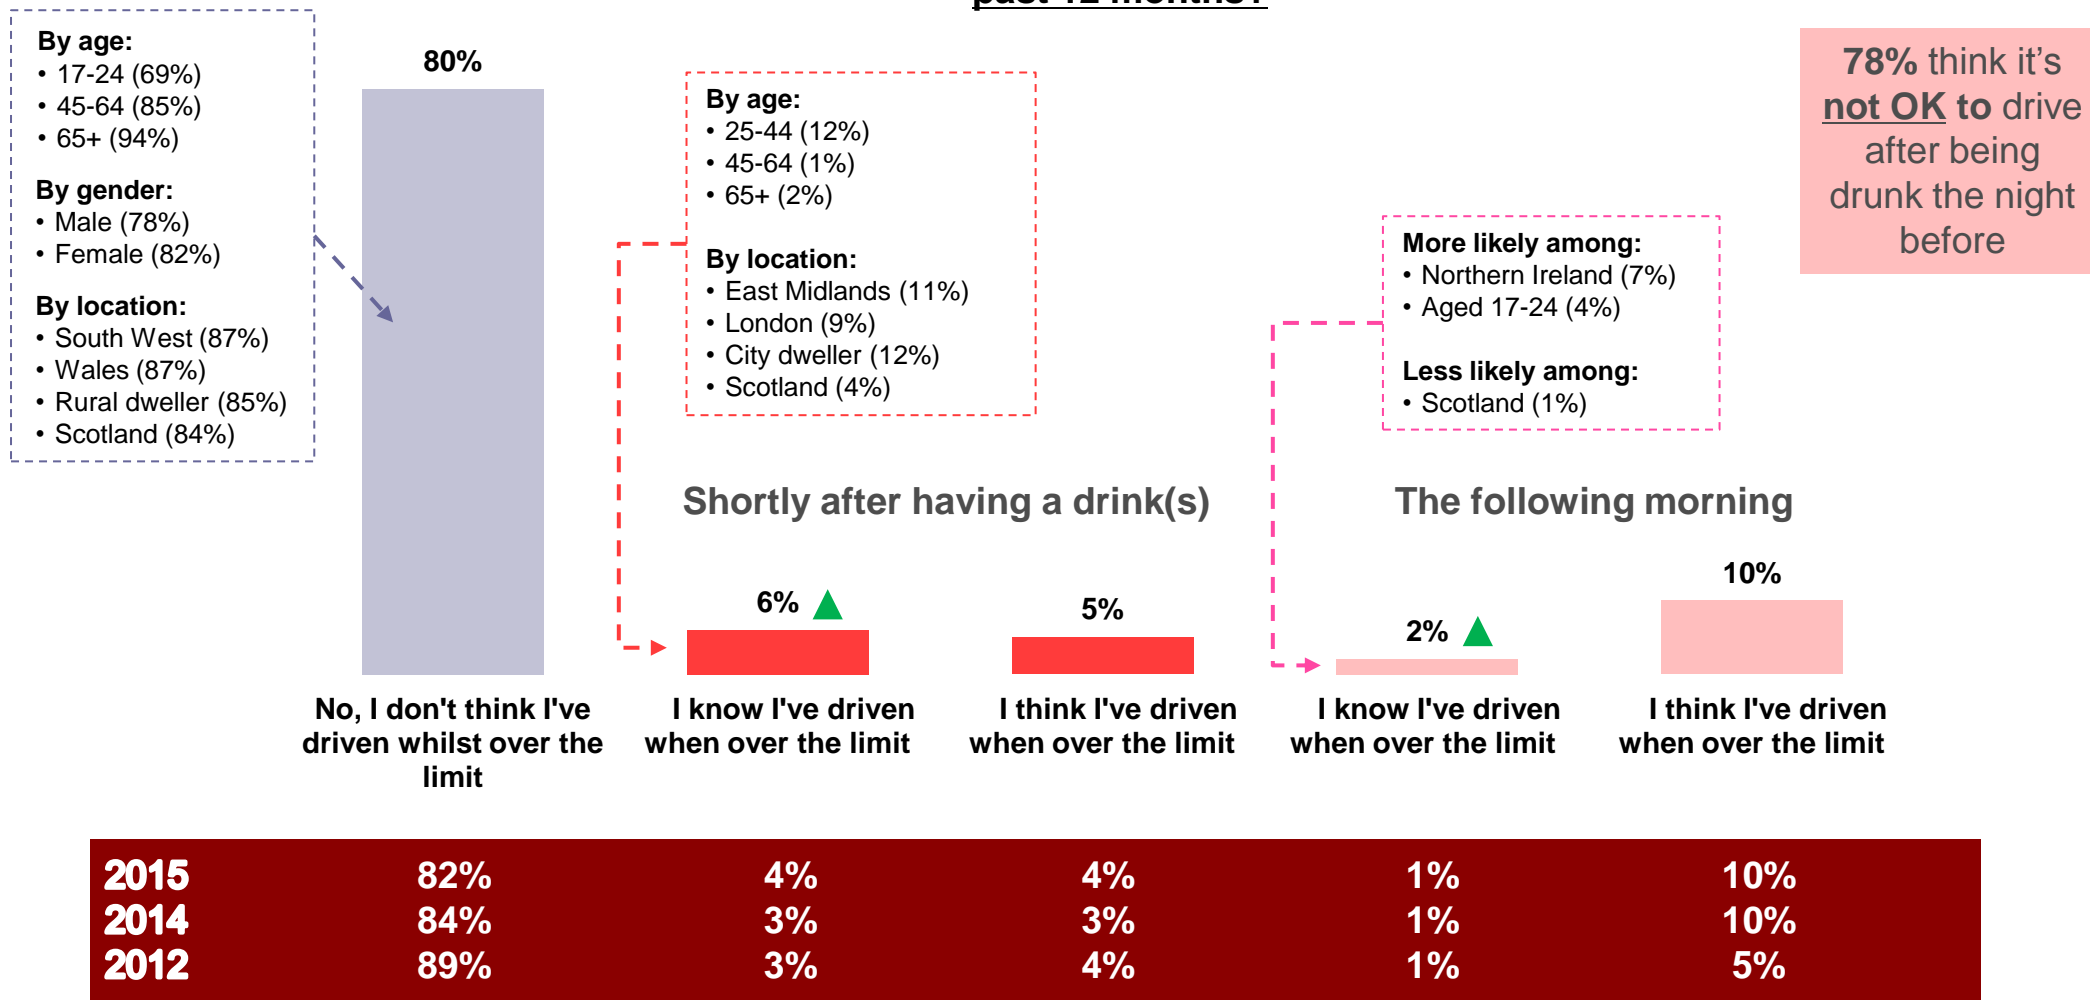 past 12 months?
By age:
• 17-24 (69%)
• 45-64 (85%)
• 65+ (94%)
By gender:
• Male (78%)
• Female (82%)
By location:
• South West (87%)
• Wales (87%)
• Rural dweller (85%)
• Scotland (84%)
80%
By age:
• 25-44 (12%)
• 45-64 (1%)
• 65+ (2%)
By location:
• East Midlands (11%)
• London (9%)
• City dweller (12%)
• Scotland (4%)
More likely among:
• Northern Ireland (7%)
• Aged 17-24 (4%)
Less likely among:
• Scotland (1%)
78% think it’s
not OK to drive
after being
drunk the night
before
Shortly after having a drink(s)
The following morning
6%
5%
2%
10%
No, I don't think I've
driven whilst over the
limit
I know I've driven
when over the limit
I think I've driven
when over the limit
I know I've driven
when over the limit
I think I've driven
when over the limit
2015 82% 4% 4% 1% 10%
2014 84% 3% 3% 1% 10%
2012 89% 3% 4% 1% 5%